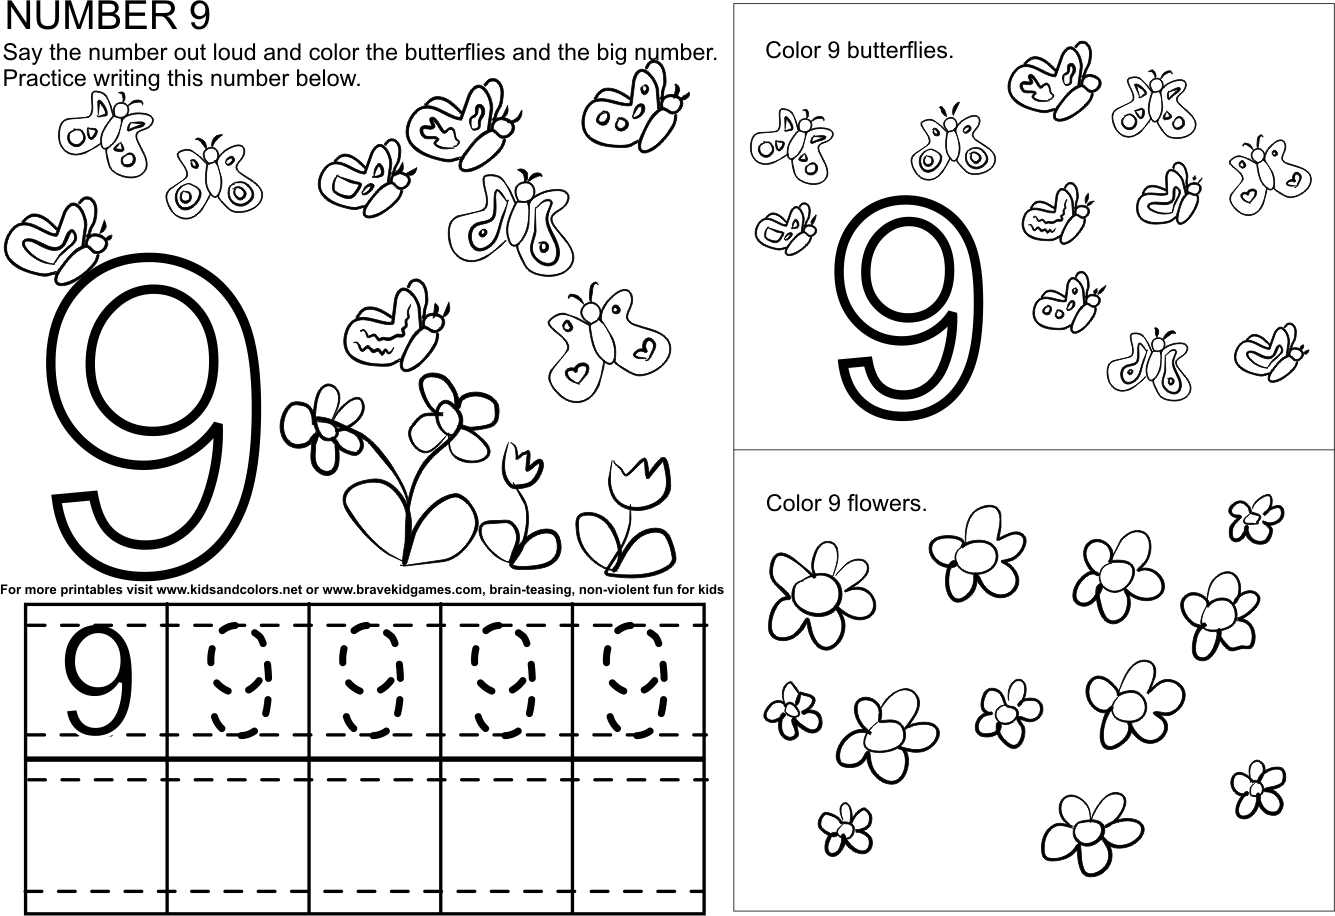 NUMBER 9
Say the number out loud and color the butterflies and the big number.
Practice writing this number below.
9
For more printables visit www.kidsandcolors.net or www.bravekidgames.com, brain-teasing, non-violent fun for kids
9 9 9 9 9
Color 9 butterflies.
9
Color 9 flowers.